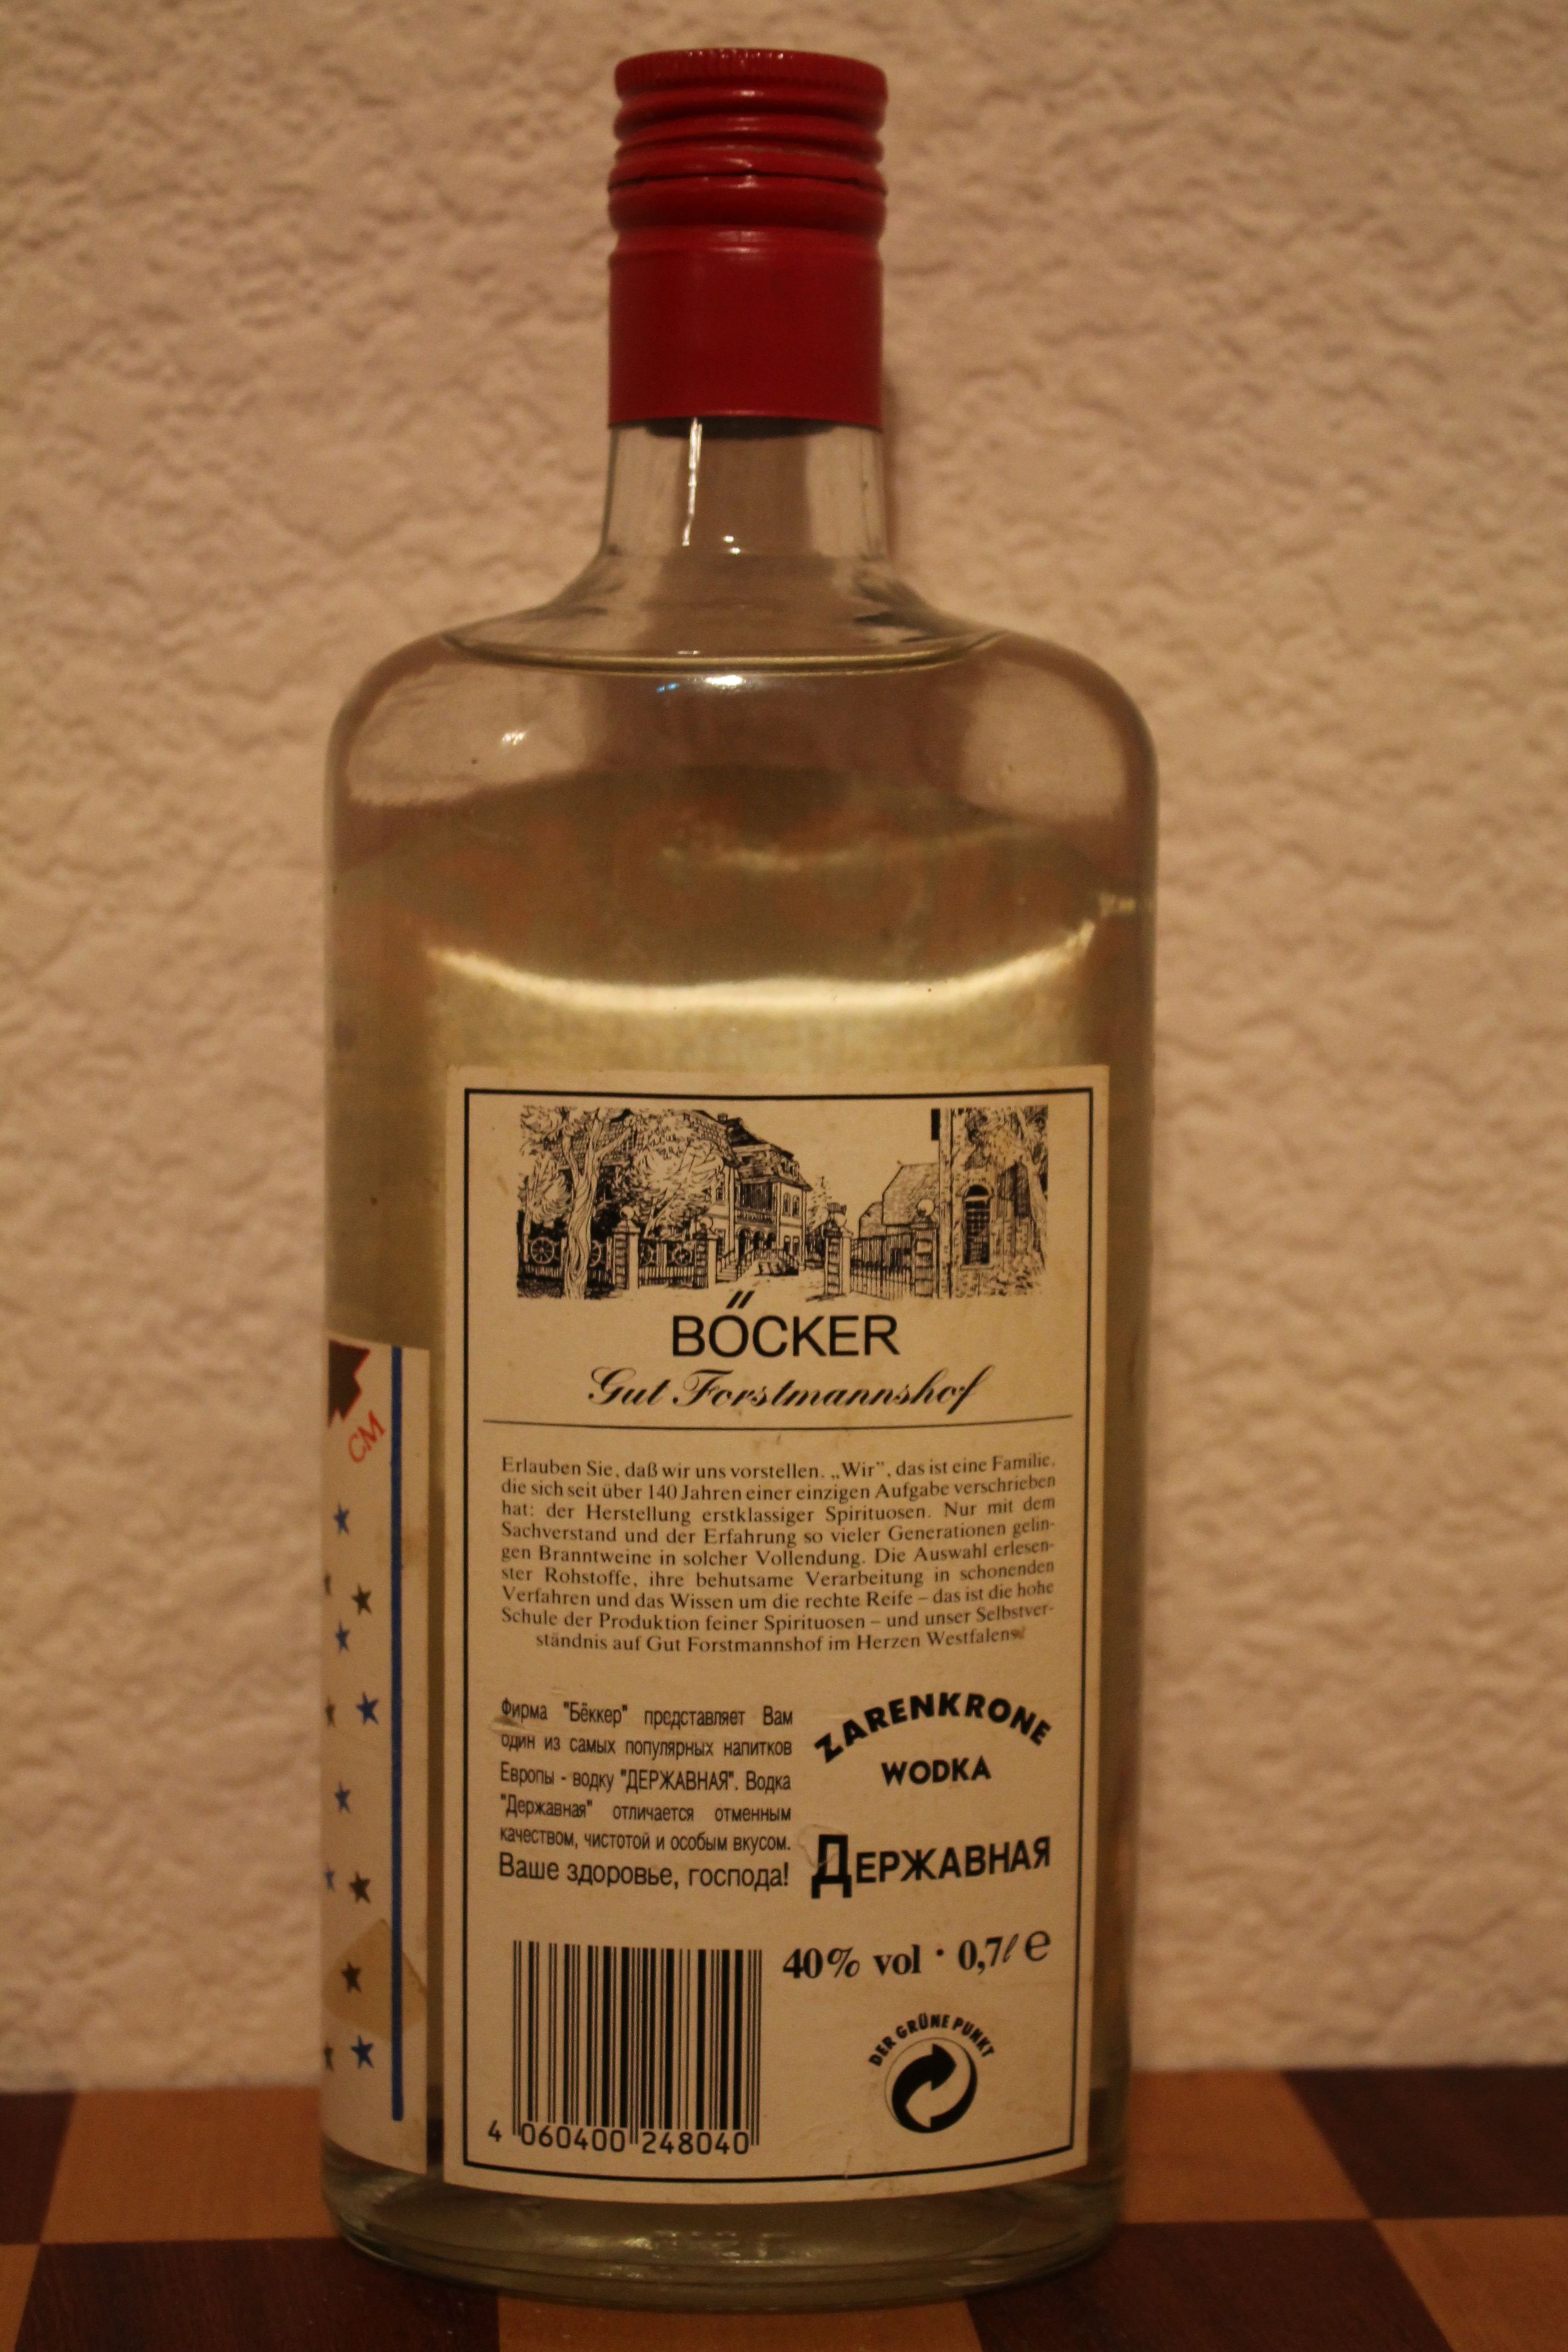 BÖCKER
Gut Forstmannshof
Erlauben Sie, daß wir uns vorstellen. „Wir”, das ist eine Familie,
die sich seit über 140 Jahren einer einzigen Aufgabe verschrieben
hat: der Herstellung erstklassiger Spirituosen. Nur mit dem
Sachverstand und der Erfahrung so vieler Generationen gelin-
gen Branntweine in solcher Vollendung. Die Auswahl erlesen-
ster Rohstoffe, ihre behutsame Verarbeitung in schonenden
Verfahren und das Wissen um die rechte Reife – das ist die hohe
Schule der Produktion feiner Spirituosen – und unser Selbstver-
ständnis auf Gut Forstmannshof im Herzen Westfalens.
Фирма "Бёккер" представляет Вам
один из самых популярных напитков
Европы - водку "ДЕРЖАВНАЯ". Водка
"Державная" отличается отменным
качеством, чистотой и особым вкусом.
Ваше здоровье, господа!
ZARENKRONE
WODKA
ДЕРЖАВНАЯ
40% vol · 0,7l e
DER GRÜNE PUNKT
4 060400 248040
СМ